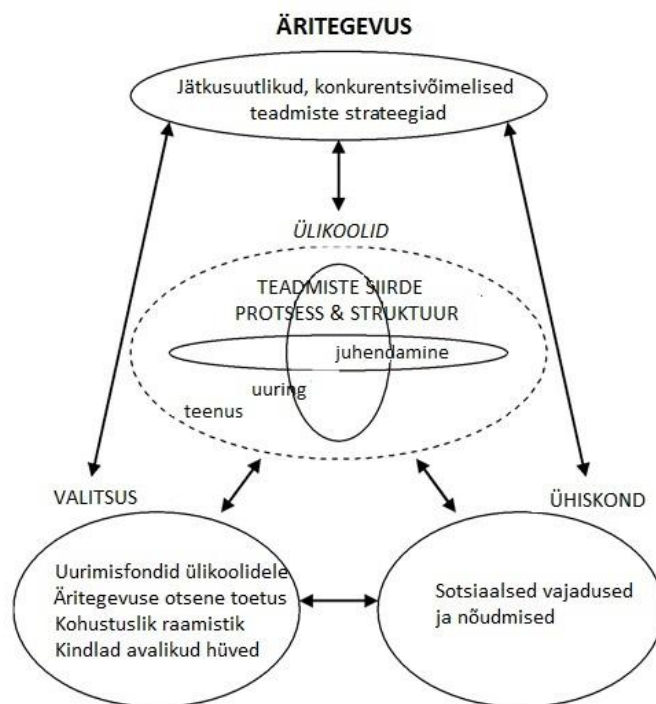 ÄRITEGEVUS
Jätkusuutlikud, konkurentsivõimelised
teadmiste strateegiad
ÜLIKOOLID
TEADMISTE SIIRDE
PROTSESS & STRUKTUUR
juhendamine
uuring
teenus
VALITSUS
Uurimisfondid ülikoolidele
Äritegevuse otsene toetus
Kohustuslik raamistik
Kindlad avalikud hüved
ÜHISKOND
Sotsiaalsed vajadused
ja nõudmised